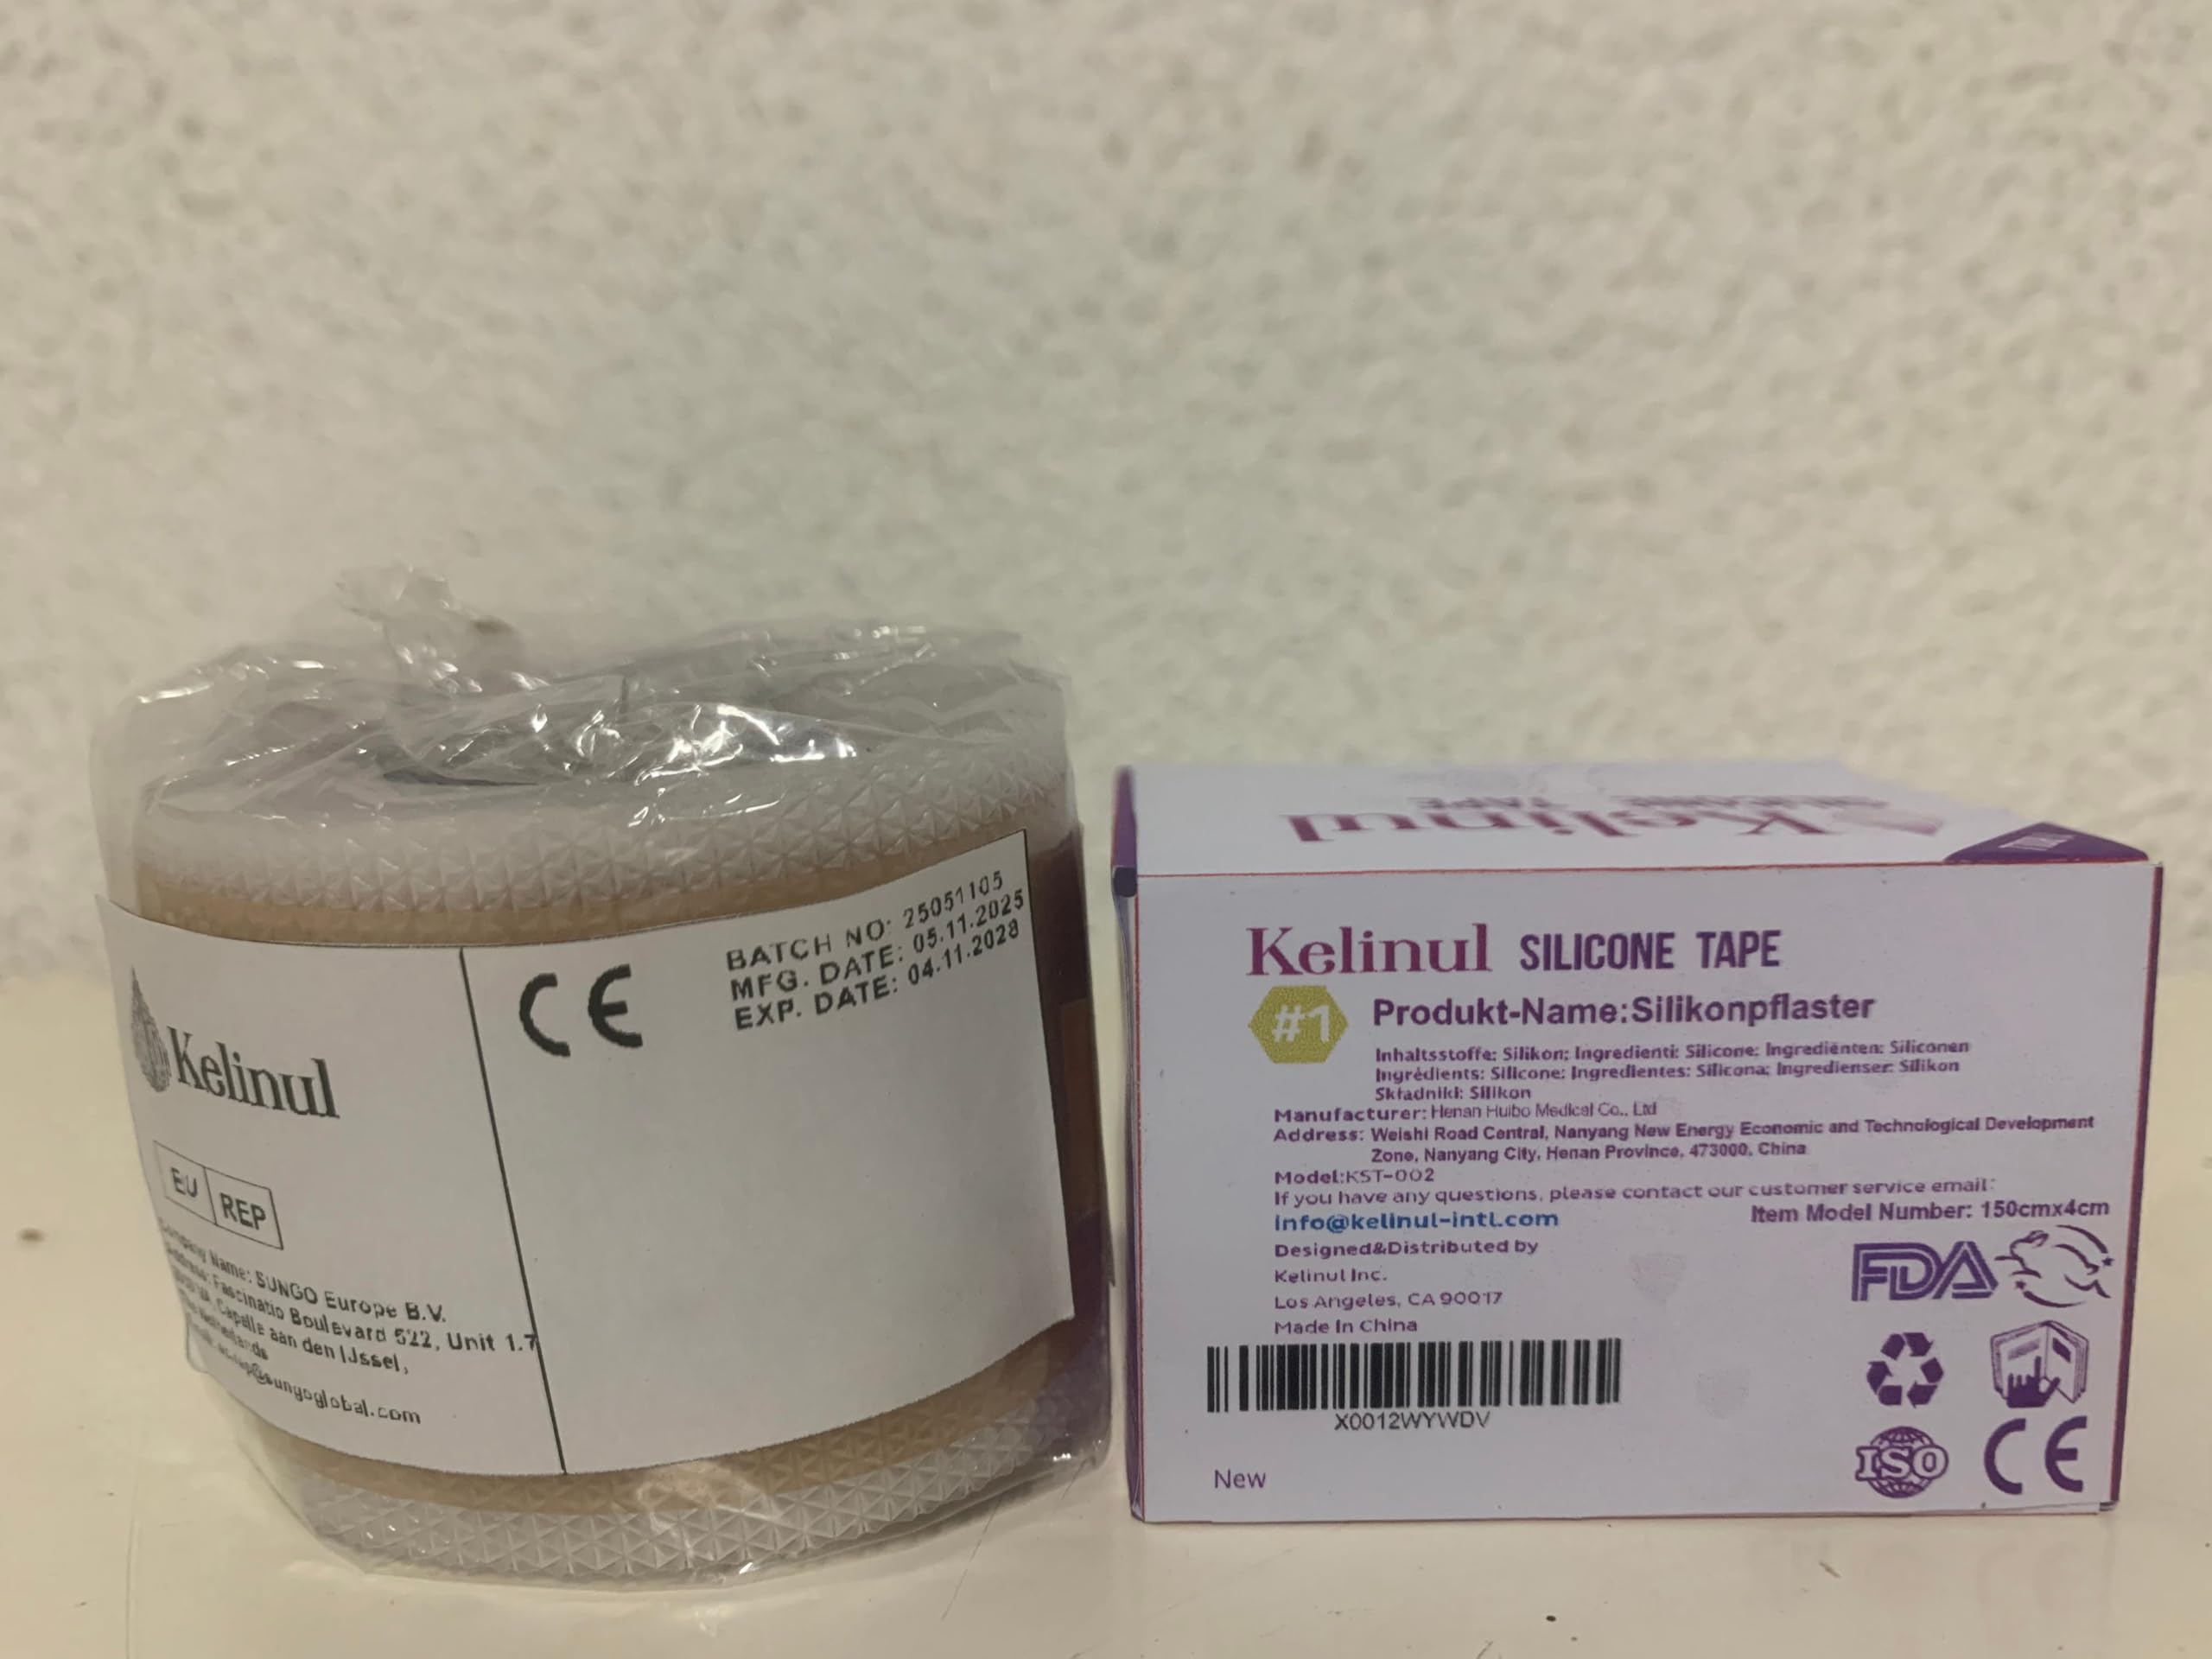 Kelinul
EU REP
Name: SUNGO Europe B.V.
Fascinatio Boulevard 522, Unit 1.7
Capelle aan den IJssel,
CE
BATCH NO: 25051105
MFG. DATE: 05.11.2025
EXP. DATE: 04.11.2028
Kelinul
TAPE
Kelinul SILICONE TAPE
#1
Produkt-Name:Silikonpflaster
Inhaltsstoffe: Silikon; Ingredienti: Silicone; Ingrediënten: Siliconen
Ingrédients: Silicone; Ingredientes: Silicona; Ingredienser: Silikon
Składniki: Silikon
Manufacturer: Henan Huibo Medical Co., Ltd
Address: Weishi Road Central, Nanyang New Energy Economic and Technological Development
Zone, Nanyang City, Henan Province, 473000, China
Model:KST-002
If you have any questions, please contact our customer service email:
info@kelinul-intl.com
Item Model Number: 150cmx4cm
Designed&Distributed by
Kelinul Inc.
Los Angeles, CA 90017
Made In China
FDA
X0012WYWDV
New
ISO
CE